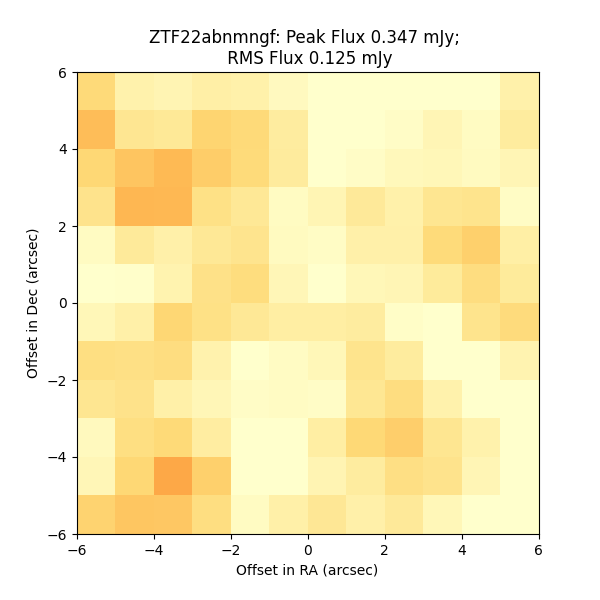 ZTF22abnmngf: Peak Flux 0.347 mJy;
RMS Flux 0.125 mJy
6
4
2
0
−2
−4
−6
Offset in Dec (arcsec)
−6 −4 −2 0 2 4 6
Offset in RA (arcsec)